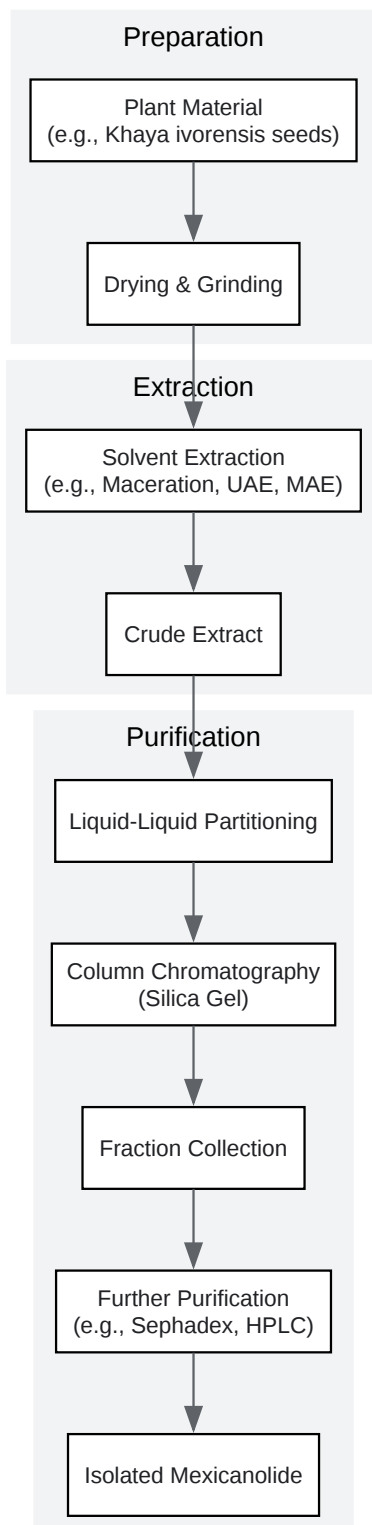 Preparation
Plant Material
(e.g., Khaya ivorensis seeds)
Drying & Grinding
Extraction
Solvent Extraction
(e.g., Maceration, UAE, MAE)
Crude Extract
Purification
Liquid-Liquid Partitioning
Column Chromatography
(Silica Gel)
Fraction Collection
Further Purification
(e.g., Sephadex, HPLC)
Isolated Mexicanolide